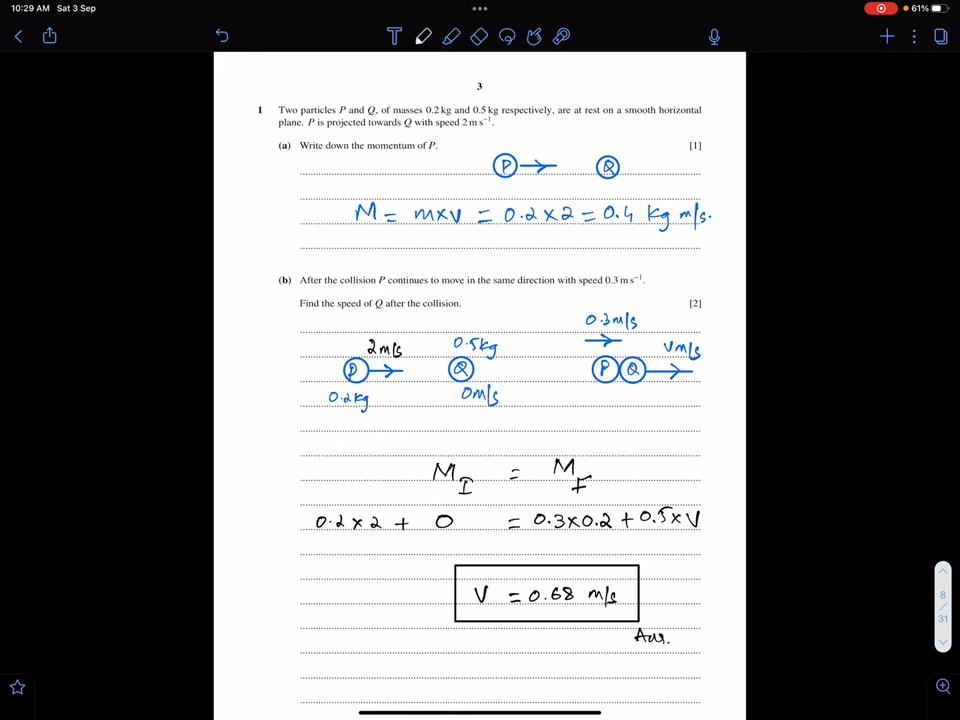 10:29 AM Sat 3 Sep
61%
3
1 Two particles P and Q, of masses 0.2 kg and 0.5 kg respectively, are at rest on a smooth horizontal
plane. P is projected towards Q with speed 2 m s⁻¹.
(a) Write down the momentum of P. [1]
P Q
M = m×v = 0.2 × 2 = 0.4 kg m/s.
(b) After the collision P continues to move in the same direction with speed 0.3 m s⁻¹.
Find the speed of Q after the collision. [2]
0.3 m/s
2 m/s 0.5 kg V m/s
P Q P Q
0.2 kg 0 m/s
M_I = M_F
0.2 × 2 + 0 = 0.3 × 0.2 + 0.5 × V
V = 0.68 m/s
Ans.
8
/
31